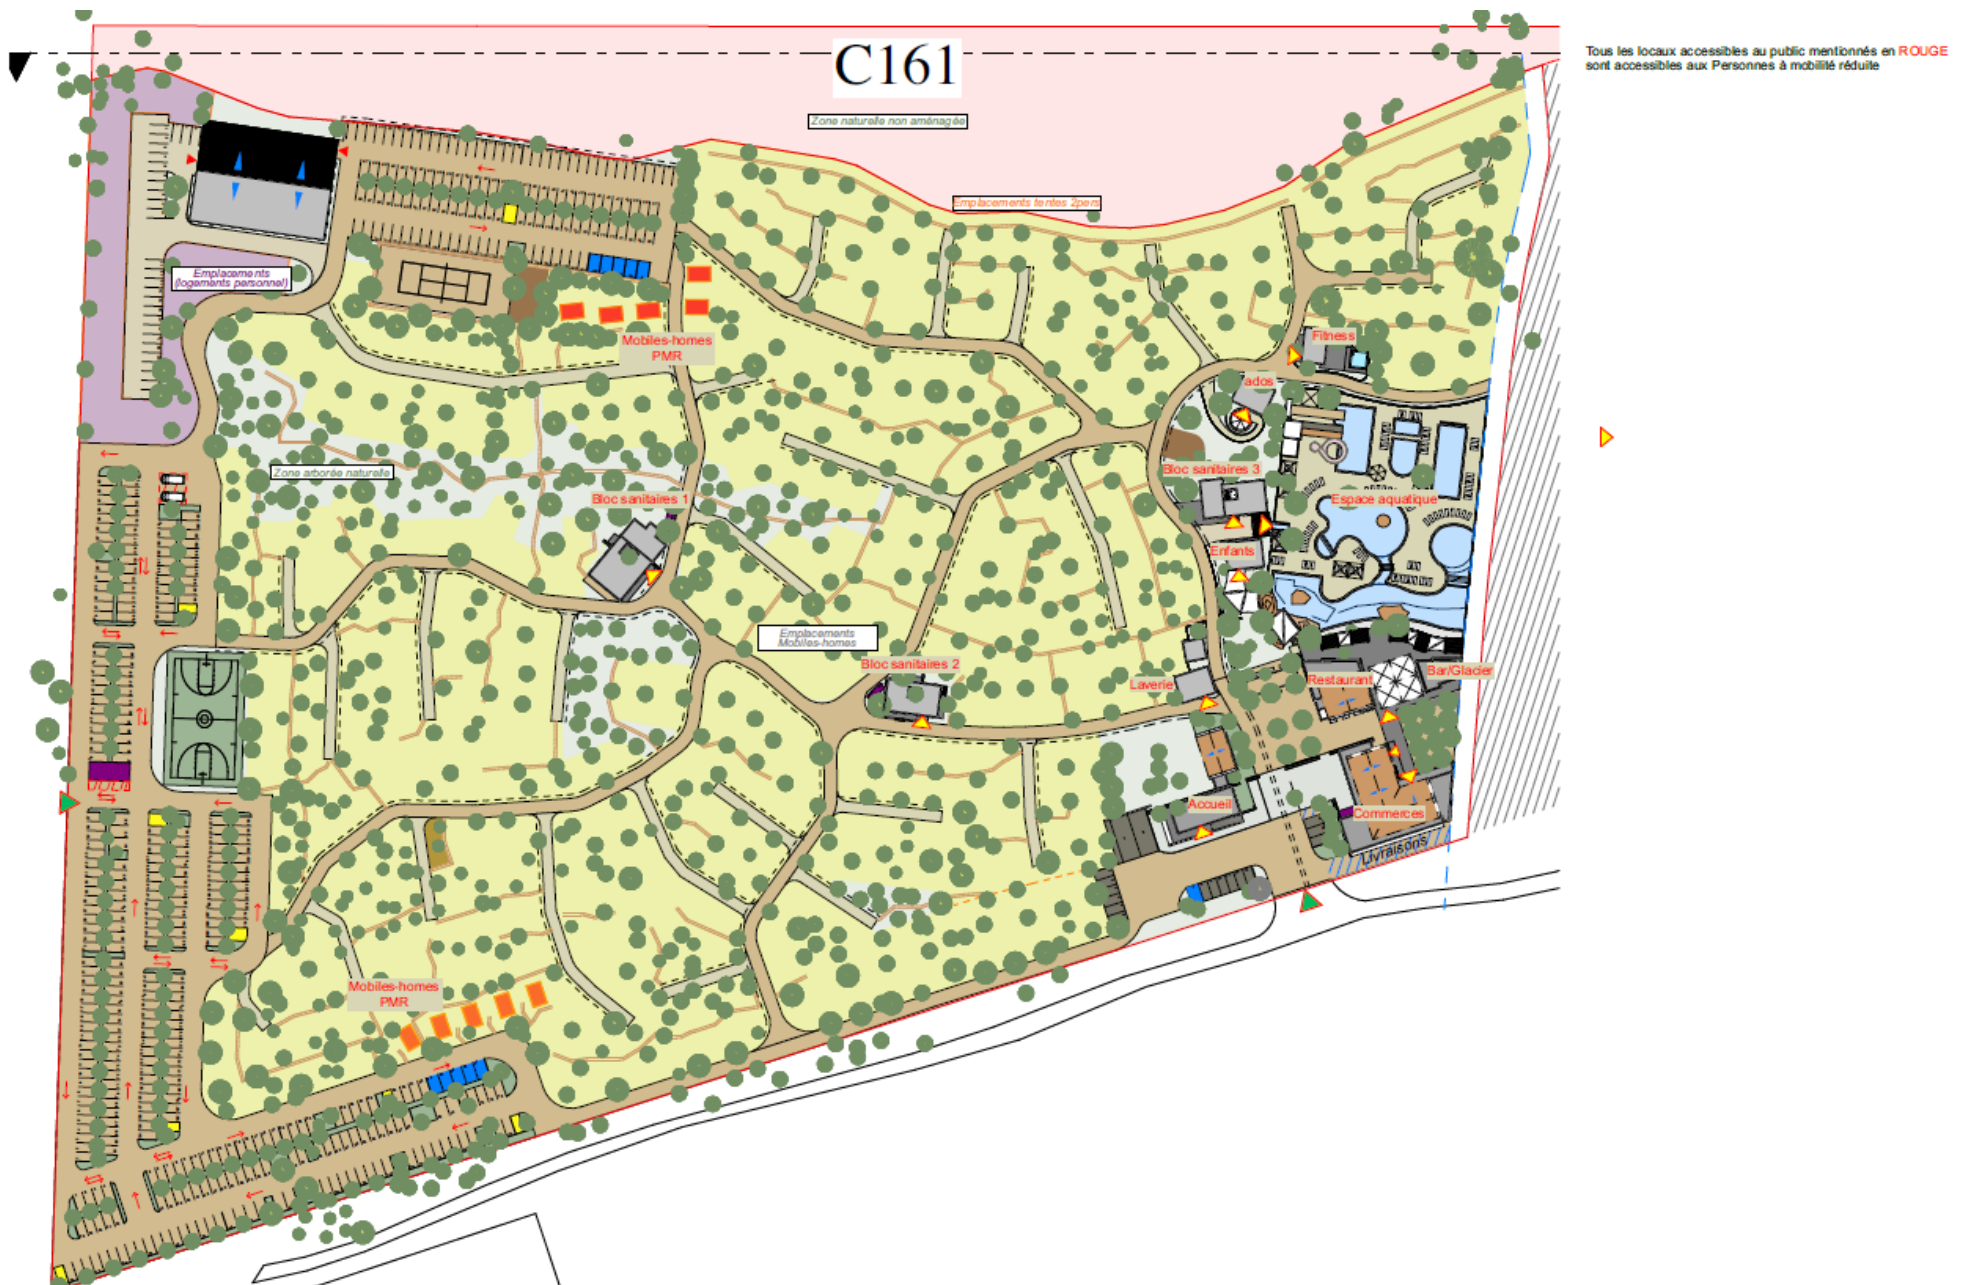 C161
Tous les locaux accessibles au public mentionnés en ROUGE
sont accessibles aux Personnes à mobilité réduite
Zone naturelle non aménagée
Emplacements tentes 2pers
Emplacements
(logements personnel)
Mobiles-homes
PMR
Fitness
ados
Zone arborée naturelle
Bloc sanitaires 1
Bloc sanitaires 3
Espace aquatique
Enfants
Emplacements
Mobiles-homes
Bloc sanitaires 2
Laverie
Restaurant
Bar/Glacier
Accueil
Commerces
Livraisons
Mobiles-homes
PMR